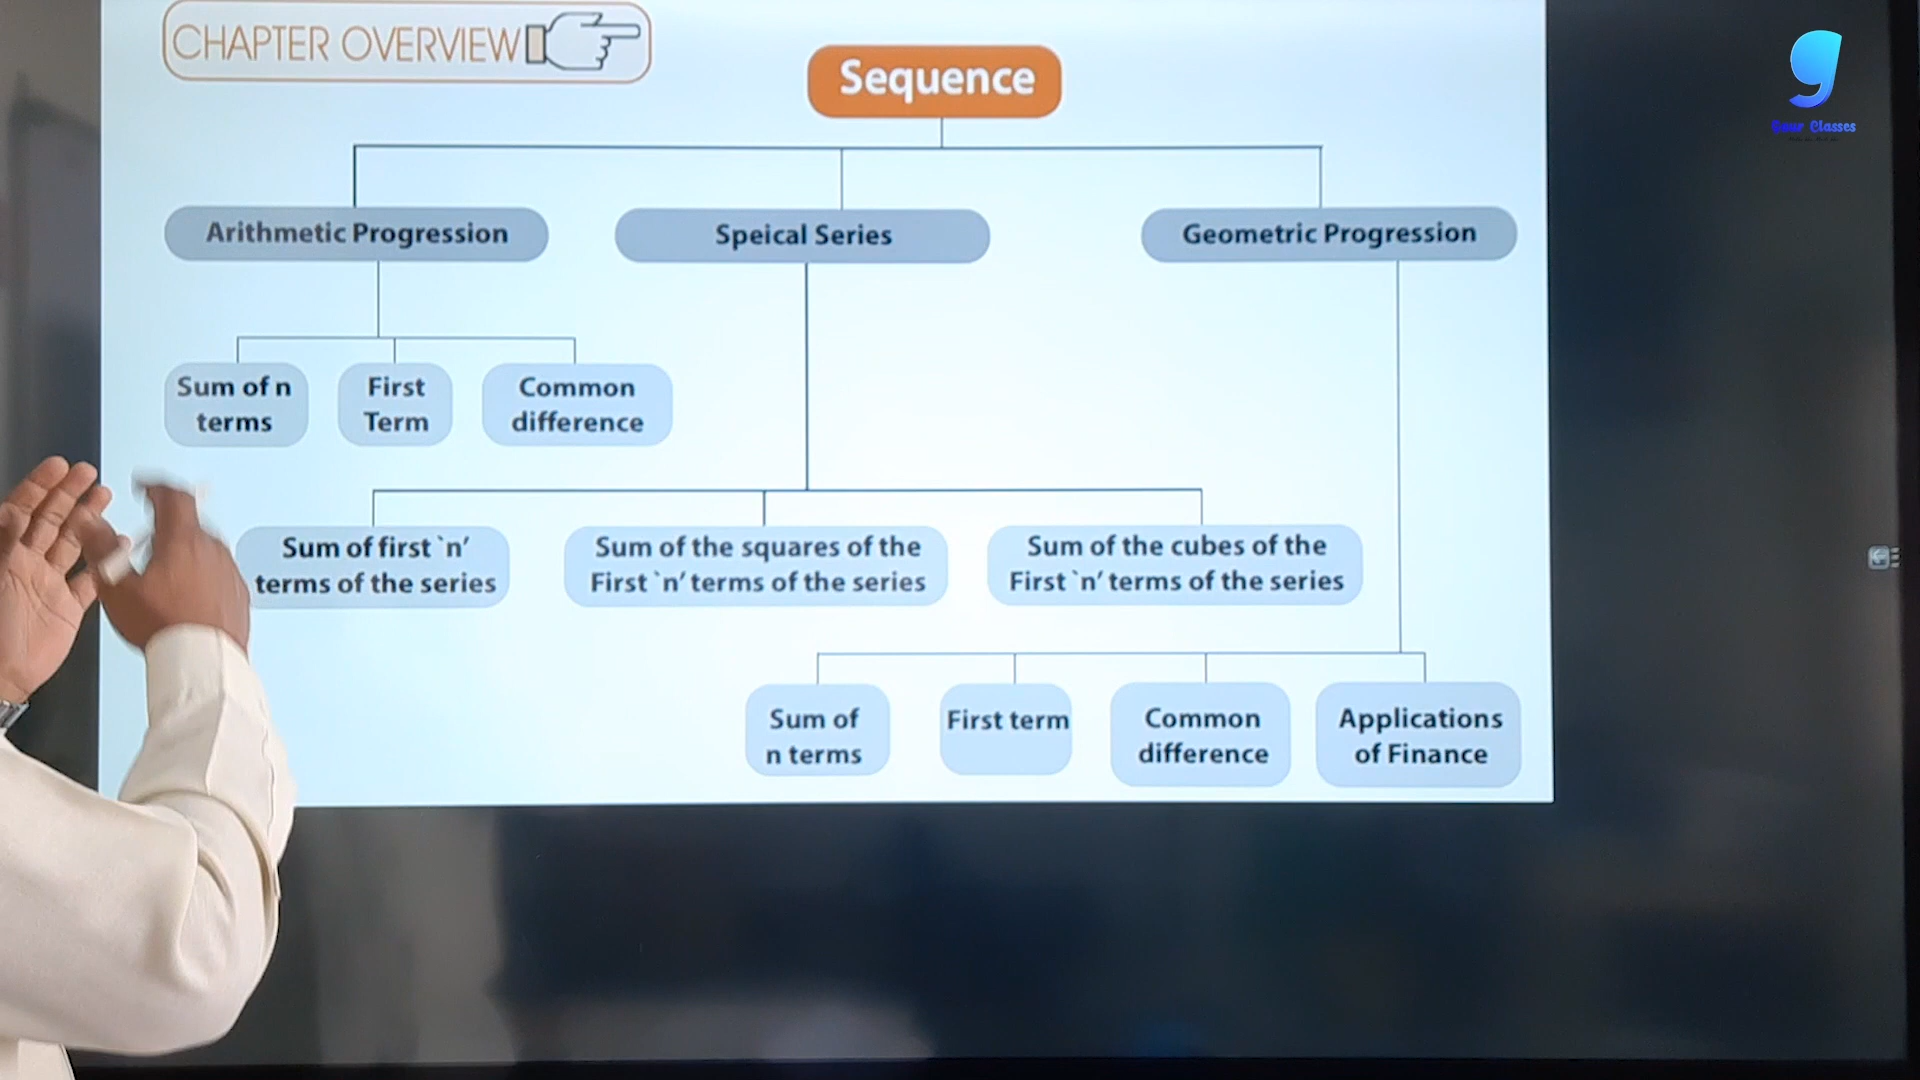 CHAPTER OVERVIEW
Sequence
Arithmetic Progression
Speical Series
Geometric Progression
Sum of n
terms
First
Term
Common
difference
Sum of first `n’
terms of the series
Sum of the squares of the
First `n’ terms of the series
Sum of the cubes of the
First `n’ terms of the series
Sum of
n terms
First term
Common
difference
Applications
of Finance
Gour Classes